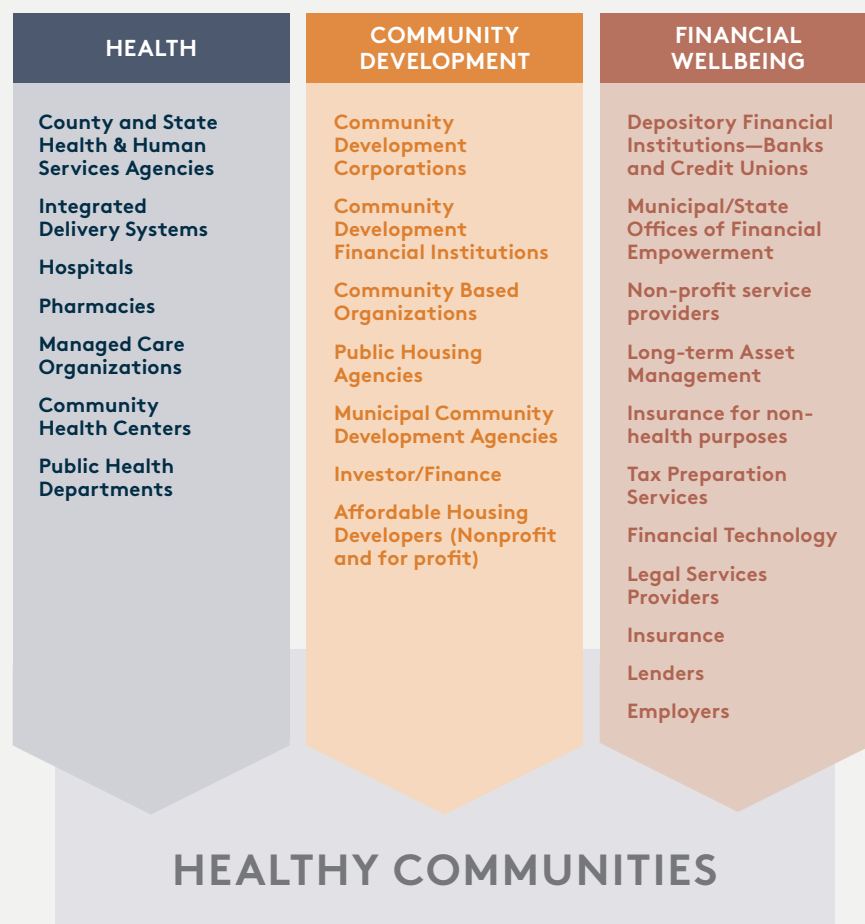 HEALTH
County and State
Health & Human
Services Agencies
Integrated
Delivery Systems
Hospitals
Pharmacies
Managed Care
Organizations
Community
Health Centers
Public Health
Departments
COMMUNITY
DEVELOPMENT
Community
Development
Corporations
Community
Development
Financial Institutions
Community Based
Organizations
Public Housing
Agencies
Municipal Community
Development Agencies
Investor/Finance
Affordable Housing
Developers (Nonprofit
and for profit)
FINANCIAL
WELLBEING
Depository Financial
Institutions—Banks
and Credit Unions
Municipal/State
Offices of Financial
Empowerment
Non-profit service
providers
Long-term Asset
Management
Insurance for non-
health purposes
Tax Preparation
Services
Financial Technology
Legal Services
Providers
Insurance
Lenders
Employers
HEALTHY COMMUNITIES